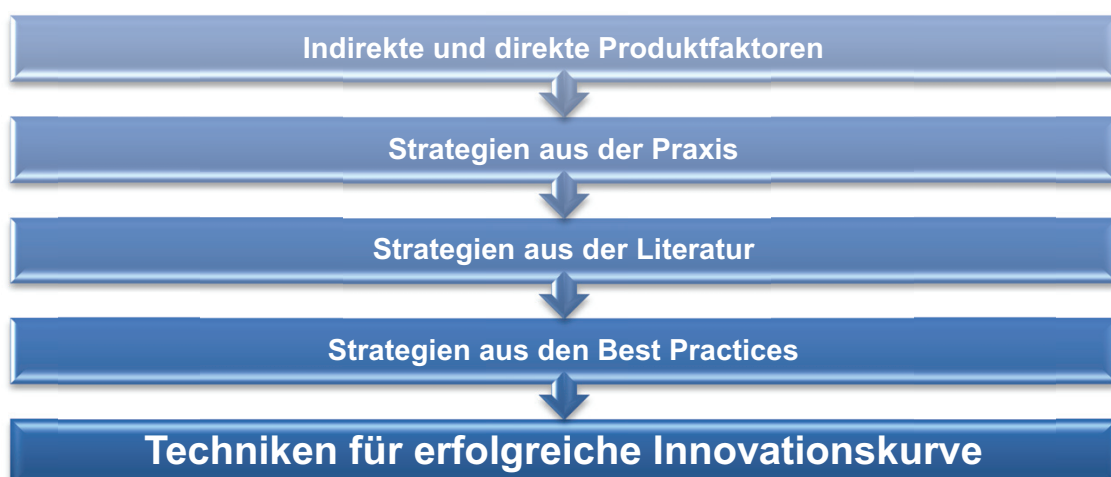 Indirekte und direkte Produktfaktoren
Strategien aus der Praxis
Strategien aus der Literatur
Strategien aus den Best Practices
Techniken für erfolgreiche Innovationskurve